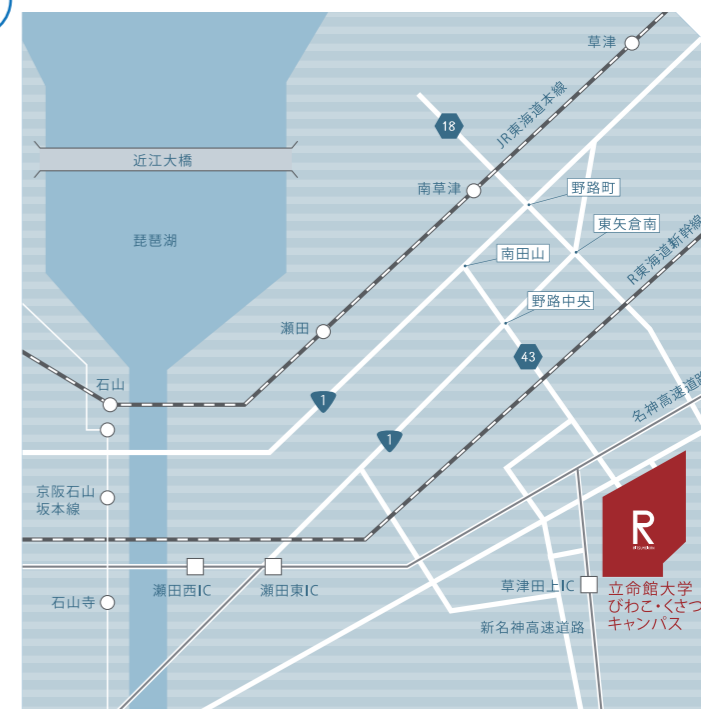 草津
18
JR東海道本線
近江大橋
南草津
野路町
東矢倉南
琵琶湖
南田山
R東海道新幹線
野路中央
瀬田
43
石山
1
名神高速道路
1
京阪石山
坂本線
R
瀬田西IC
瀬田東IC
草津田上IC
石山寺
立命館大学
びわこ・くさつ
キャンパス
新名神高速道路